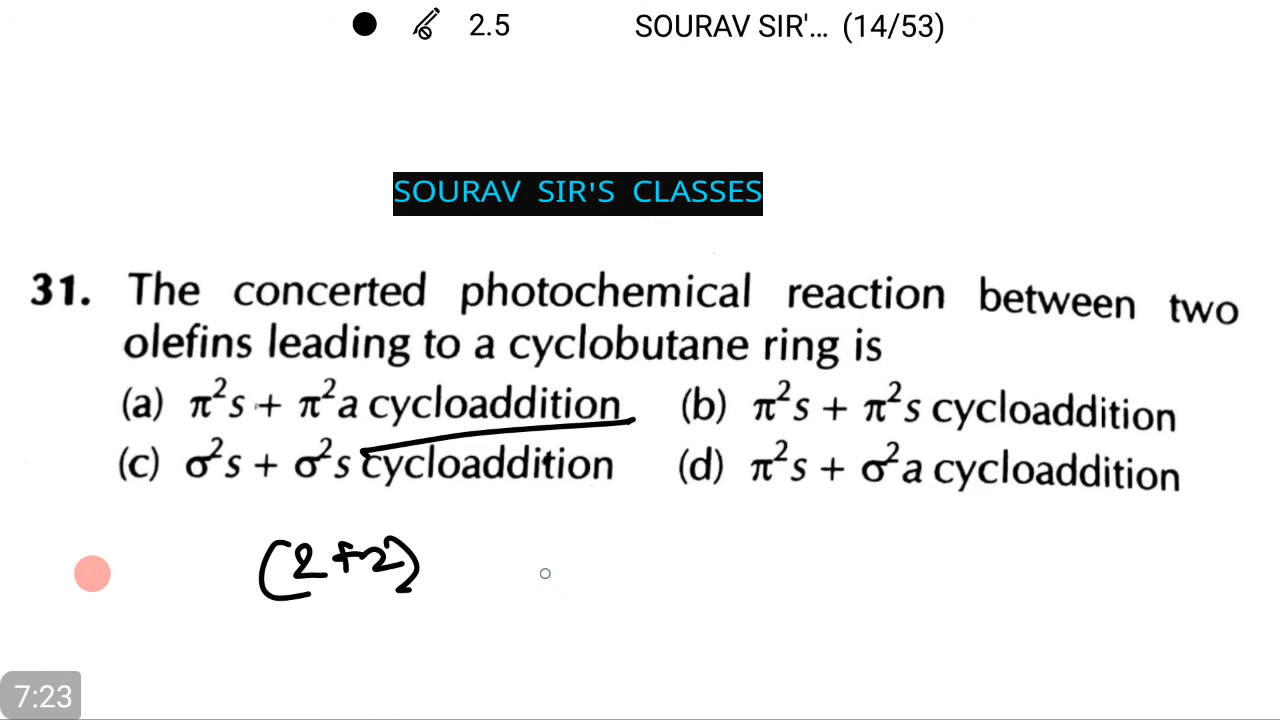 2.5 SOURAV SIR'... (14/53)
SOURAV SIR'S CLASSES
31. The concerted photochemical reaction between two
olefins leading to a cyclobutane ring is
(a) π²s + π²a cycloaddition (b) π²s + π²s cycloaddition
(c) σ²s + σ²s cycloaddition (d) π²s + σ²a cycloaddition
(2+2)
7:23